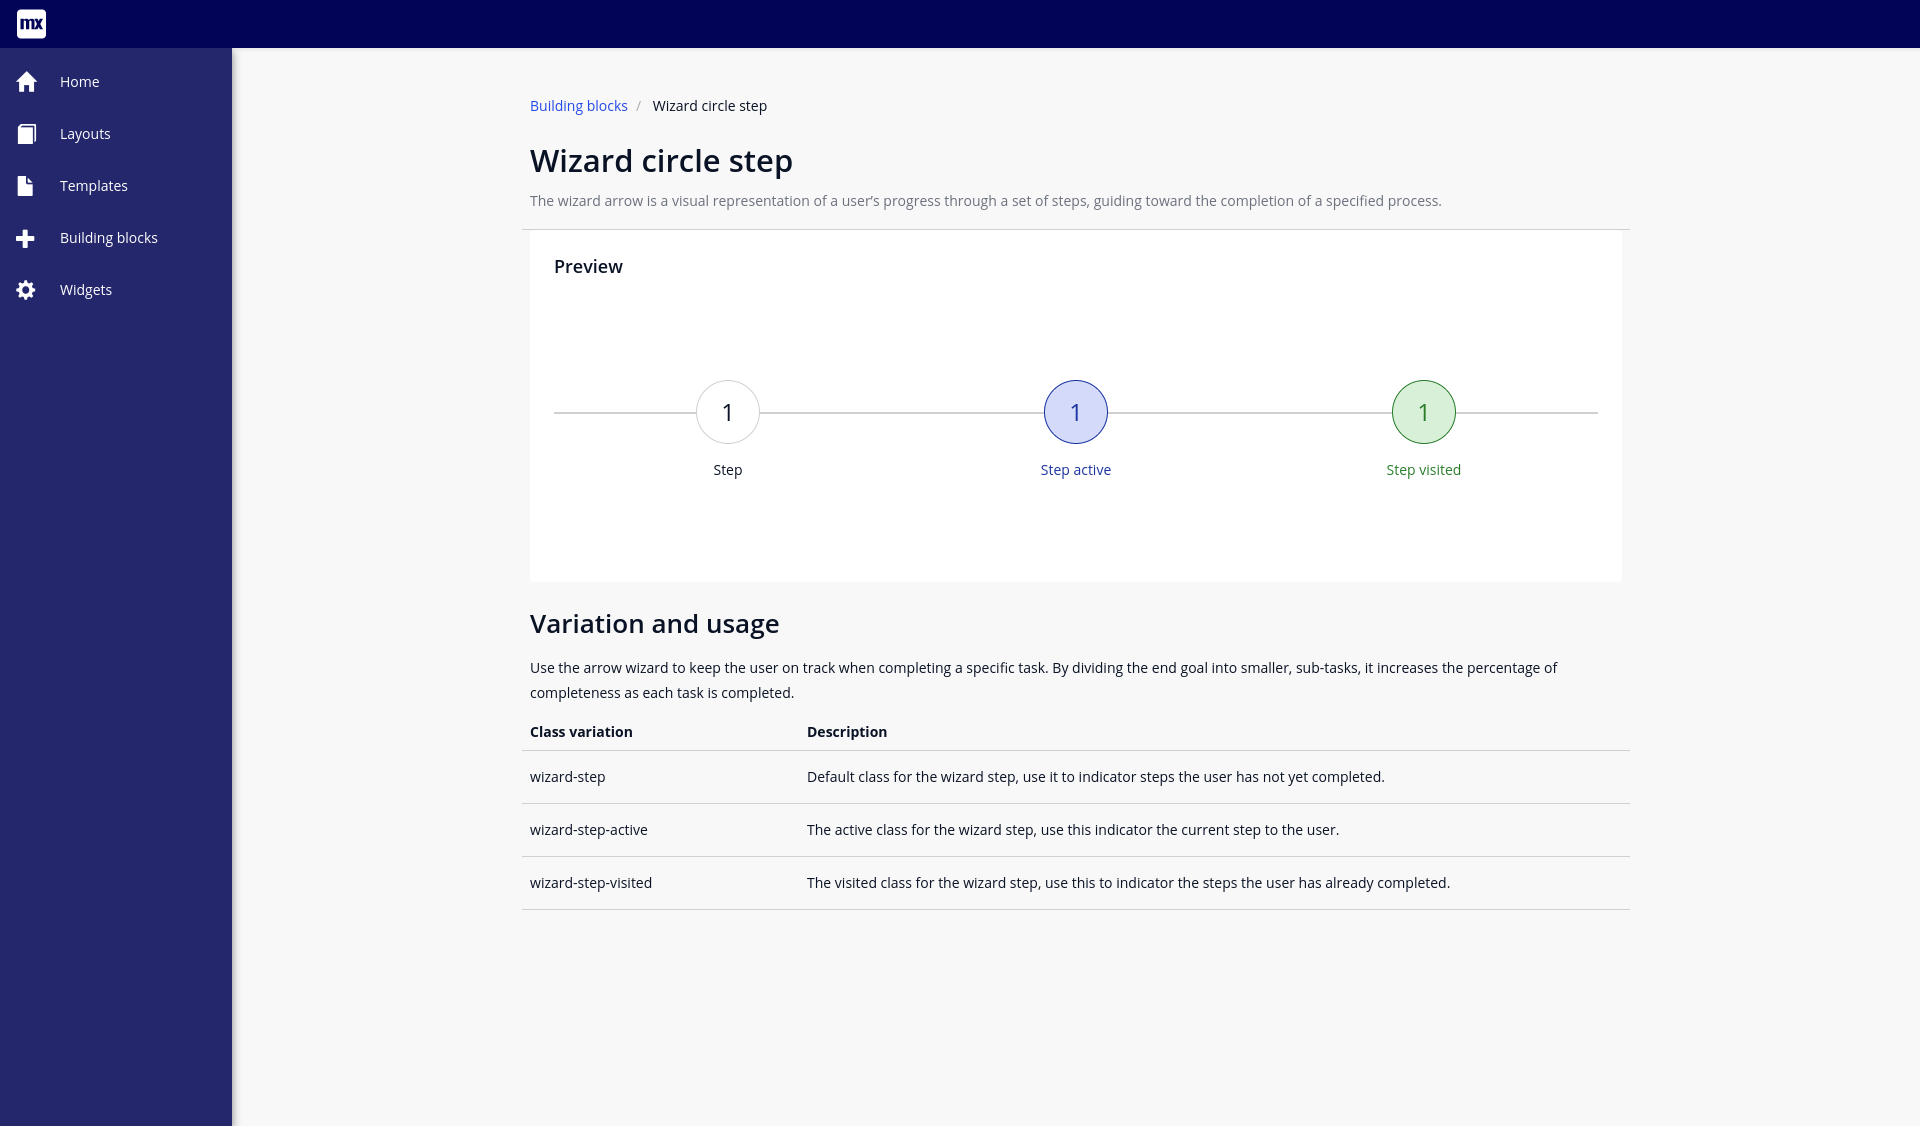 mx
Home
Layouts
Templates
Building blocks
Widgets
Building blocks / Wizard circle step
Wizard circle step
The wizard arrow is a visual representation of a user's progress through a set of steps, guiding toward the completion of a specified process.
Preview
1 1 1
Step Step active Step visited
Variation and usage
Use the arrow wizard to keep the user on track when completing a specific task. By dividing the end goal into smaller, sub-tasks, it increases the percentage of
completeness as each task is completed.
Class variation Description
wizard-step Default class for the wizard step, use it to indicator steps the user has not yet completed.
wizard-step-active The active class for the wizard step, use this indicator the current step to the user.
wizard-step-visited The visited class for the wizard step, use this to indicator the steps the user has already completed.